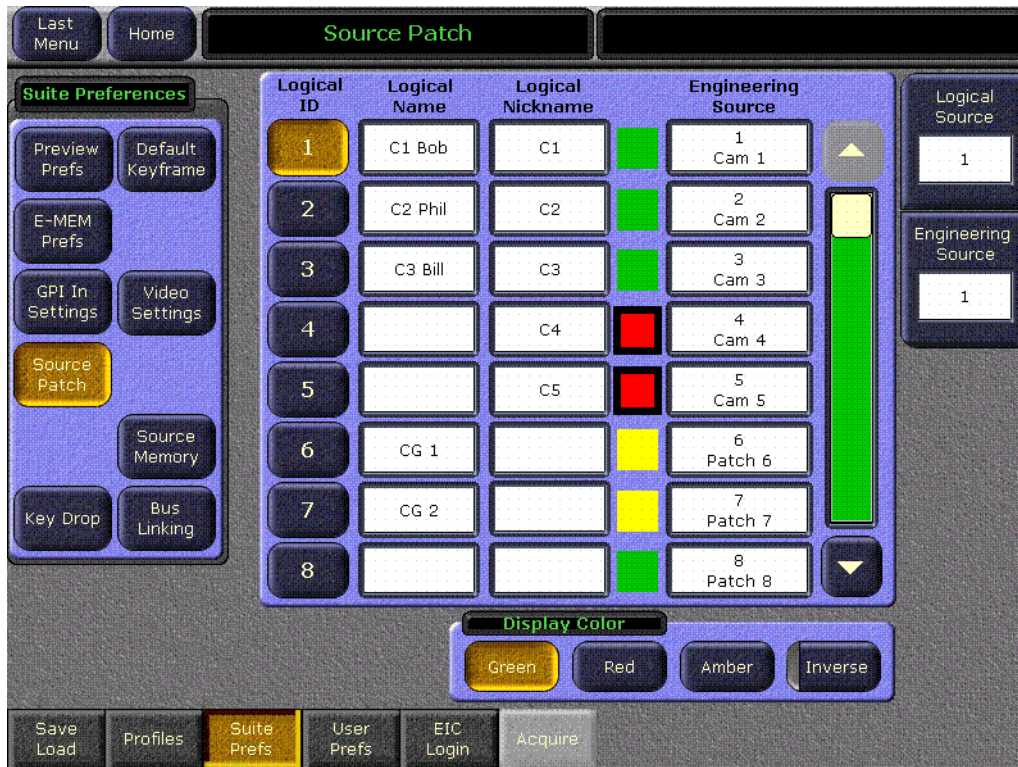 Last Menu
Home
Source Patch
Suite Preferences
Preview Prefs
Default Keyframe
E-MEM Prefs
GPI In Settings
Video Settings
Source Patch
Source Memory
Key Drop
Bus Linking
Logical ID
Logical Name
Logical Nickname
Engineering Source
1
C1 Bob
C1
1
Cam 1
2
C2 Phil
C2
2
Cam 2
3
C3 Bill
C3
3
Cam 3
4
C4
4
Cam 4
5
C5
5
Cam 5
6
CG 1
6
Patch 6
7
CG 2
7
Patch 7
8
8
Patch 8
Logical Source
1
Engineering Source
1
Display Color
Green
Red
Amber
Inverse
Save Load
Profiles
Suite Prefs
User Prefs
EIC Login
Acquire